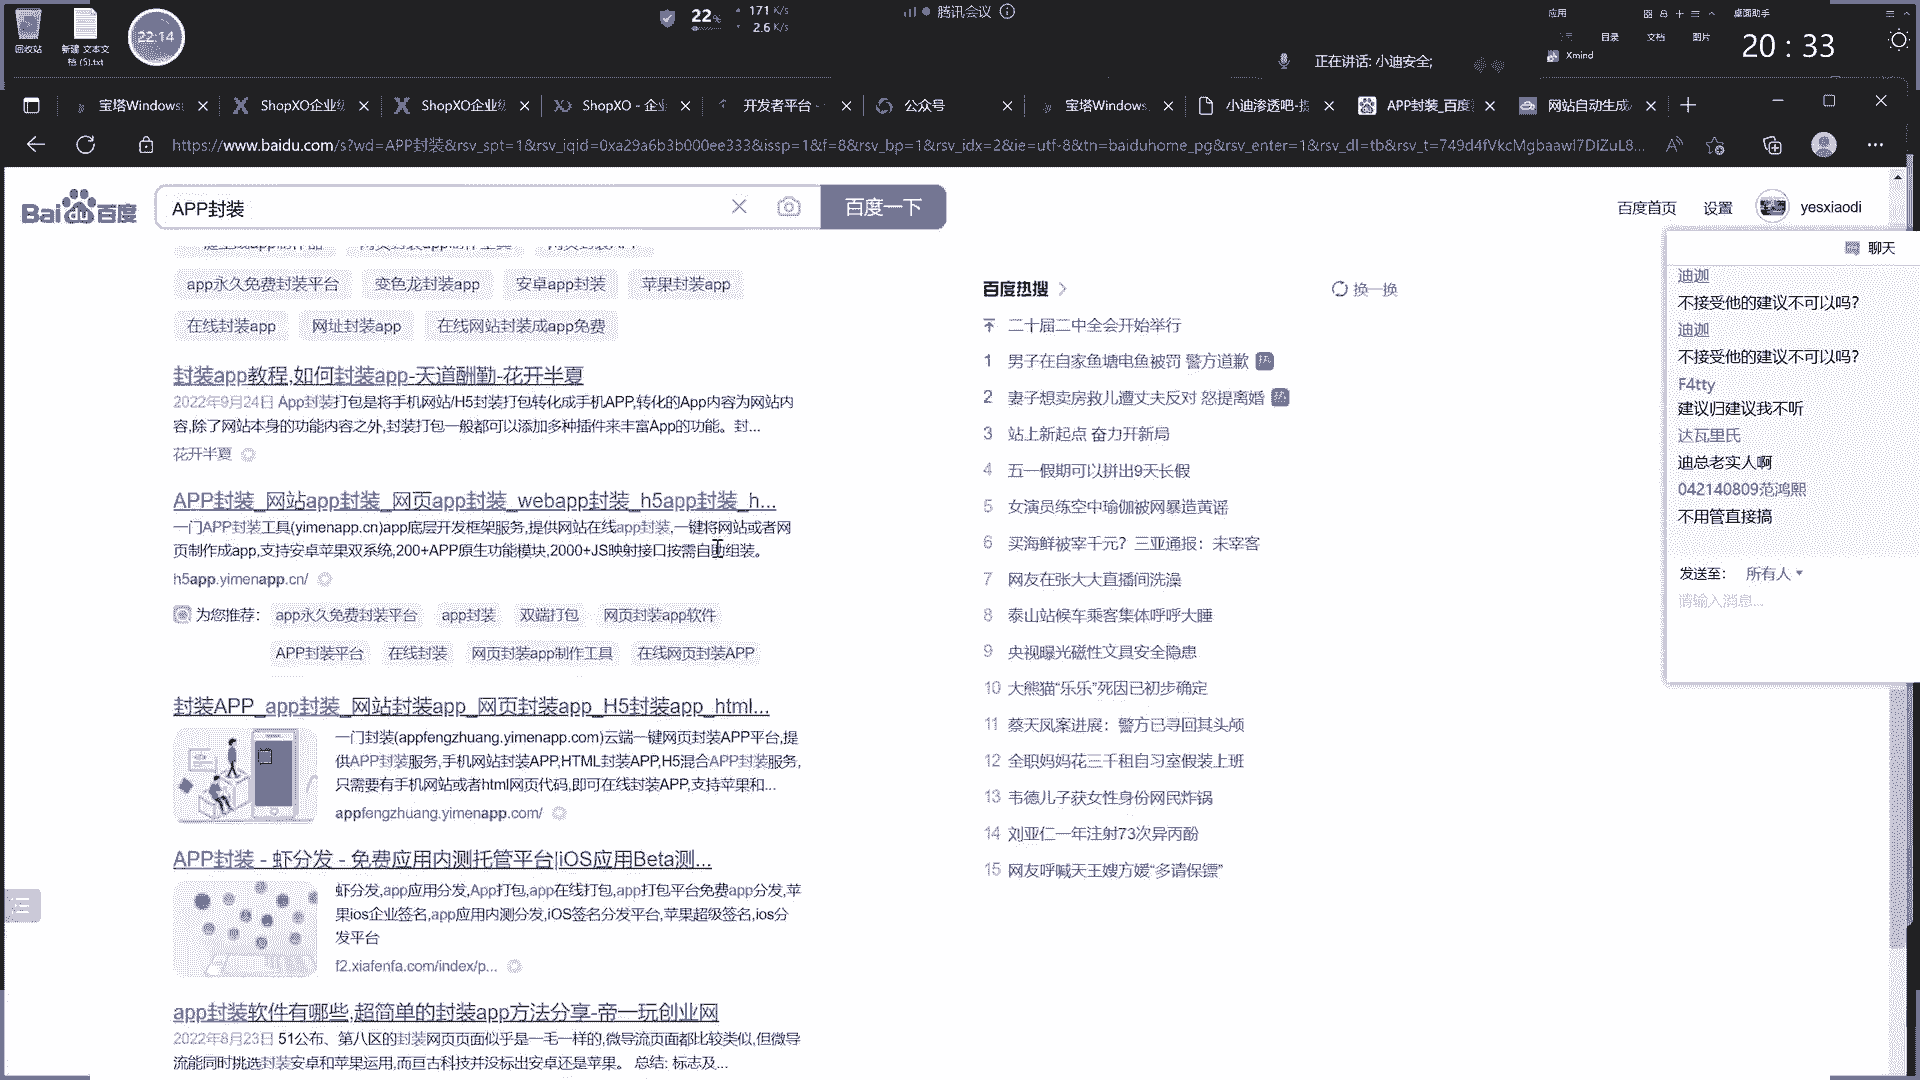 回收站
新建 文本文
档 (5).txt
22:14
22%
171 K/s
2.6 K/s
腾讯会议
正在讲话: 小迪安全;
应用
目录
文档
图片
Xmind
桌面助手
20 : 33
宝塔Windows
ShopXO企业级
ShopXO企业级
ShopXO - 企业
开发者平台 -
公众号
宝塔Windows
小迪渗透吧-提
APP封装_百度
网站自动生成
https://www.baidu.com/s?wd=APP封装&rsv_spt=1&rsv_iqid=0xa29a6b3b000ee333&issp=1&f=8&rsv_bp=1&rsv_idx=2&ie=utf-8&tn=baiduhome_pg&rsv_enter=1&rsv_dl=tb&rsv_t=749d4fVkcMgbaawl7DlZuL8...
Bai du 百度
APP封装
百度一下
百度首页
设置
yesxiaodi
app永久免费封装平台
变色龙封装app
安卓app封装
苹果封装app
在线封装app
网址封装app
在线网站封装成app免费
封装app教程,如何封装app-天道酬勤-花开半夏
2022年9月24日 App封装打包是将手机网站/H5封装打包转化成手机APP,转化的App内容为网站内
容,除了网站本身的功能内容之外,封装打包一般都可以添加多种插件来丰富App的功能。封...
花开半夏
APP封装_网站app封装_网页app封装_webapp封装_h5app封装_h...
一门APP封装工具(yimenapp.cn)app底层开发框架服务,提供网站在线app封装,一键将网站或者网
页制作成app,支持安卓苹果双系统,200+APP原生功能模块,2000+JS映射接口按需自助组装。
h5app.yimenapp.cn/
为您推荐:
app永久免费封装平台
app封装
双端打包
网页封装app软件
APP封装平台
在线封装
网页封装app制作工具
在线网页封装APP
封装APP_app封装_网站封装app_网页封装app_H5封装app_html...
一门封装(appfengzhuang.yimenapp.com)云端一键网页封装APP平台,提
供APP封装服务,手机网站封装APP,HTML封装APP,H5混合APP封装服务,
只需要有手机网站或者html网页代码,即可在线封装APP,支持苹果和...
appfengzhuang.yimenapp.com/
APP封装 - 虾分发 - 免费应用内测托管平台|iOS应用Beta测...
虾分发,app应用分发,App打包,app在线打包,app打包平台免费app分发,苹
果ios企业签名,app应用内测分发,iOS签名分发平台,苹果超级签名,ios分
发平台
f2.xiafenfa.com/index/p...
app封装软件有哪些,超简单的封装app方法分享-帝一玩创业网
2022年8月23日 51公布、第八区的封装网页页面似乎是一毛一样的,微导流页面都比较类似,但微导
流能同时挑选封装安卓和苹果运用,而亘古科技并没标出安卓还是苹果。 总结: 标志及...
百度热搜
换一换
二十届二中全会开始举行
1 男子在自家鱼塘电鱼被罚 警方道歉 热
2 妻子想卖房救儿遭丈夫反对 怒提离婚 热
3 站上新起点 奋力开新局
4 五一假期可以拼出9天长假
5 女演员练空中瑜伽被网暴造黄谣
6 买海鲜被宰千元? 三亚通报: 未宰客
7 网友在张大大直播间洗澡
8 泰山站候车乘客集体呼呼大睡
9 央视曝光磁性文具安全隐患
10 大熊猫“乐乐”死因已初步确定
11 蔡天凤案进展: 警方已寻回其头颅
12 全职妈妈花三千租自习室假装上班
13 韦德儿子获女性身份网民炸锅
14 刘亚仁一年注射73次异丙酚
15 网友呼喊天王嫂方媛“多请保镖”
聊天
迪迦
不接受他的建议不可以吗?
迪迦
不接受他的建议不可以吗?
F4tty
建议归建议我不听
达瓦里氏
迪总老实人啊
042140809范鸿熙
不用管直接搞
发送至:
所有人
请输入消息...